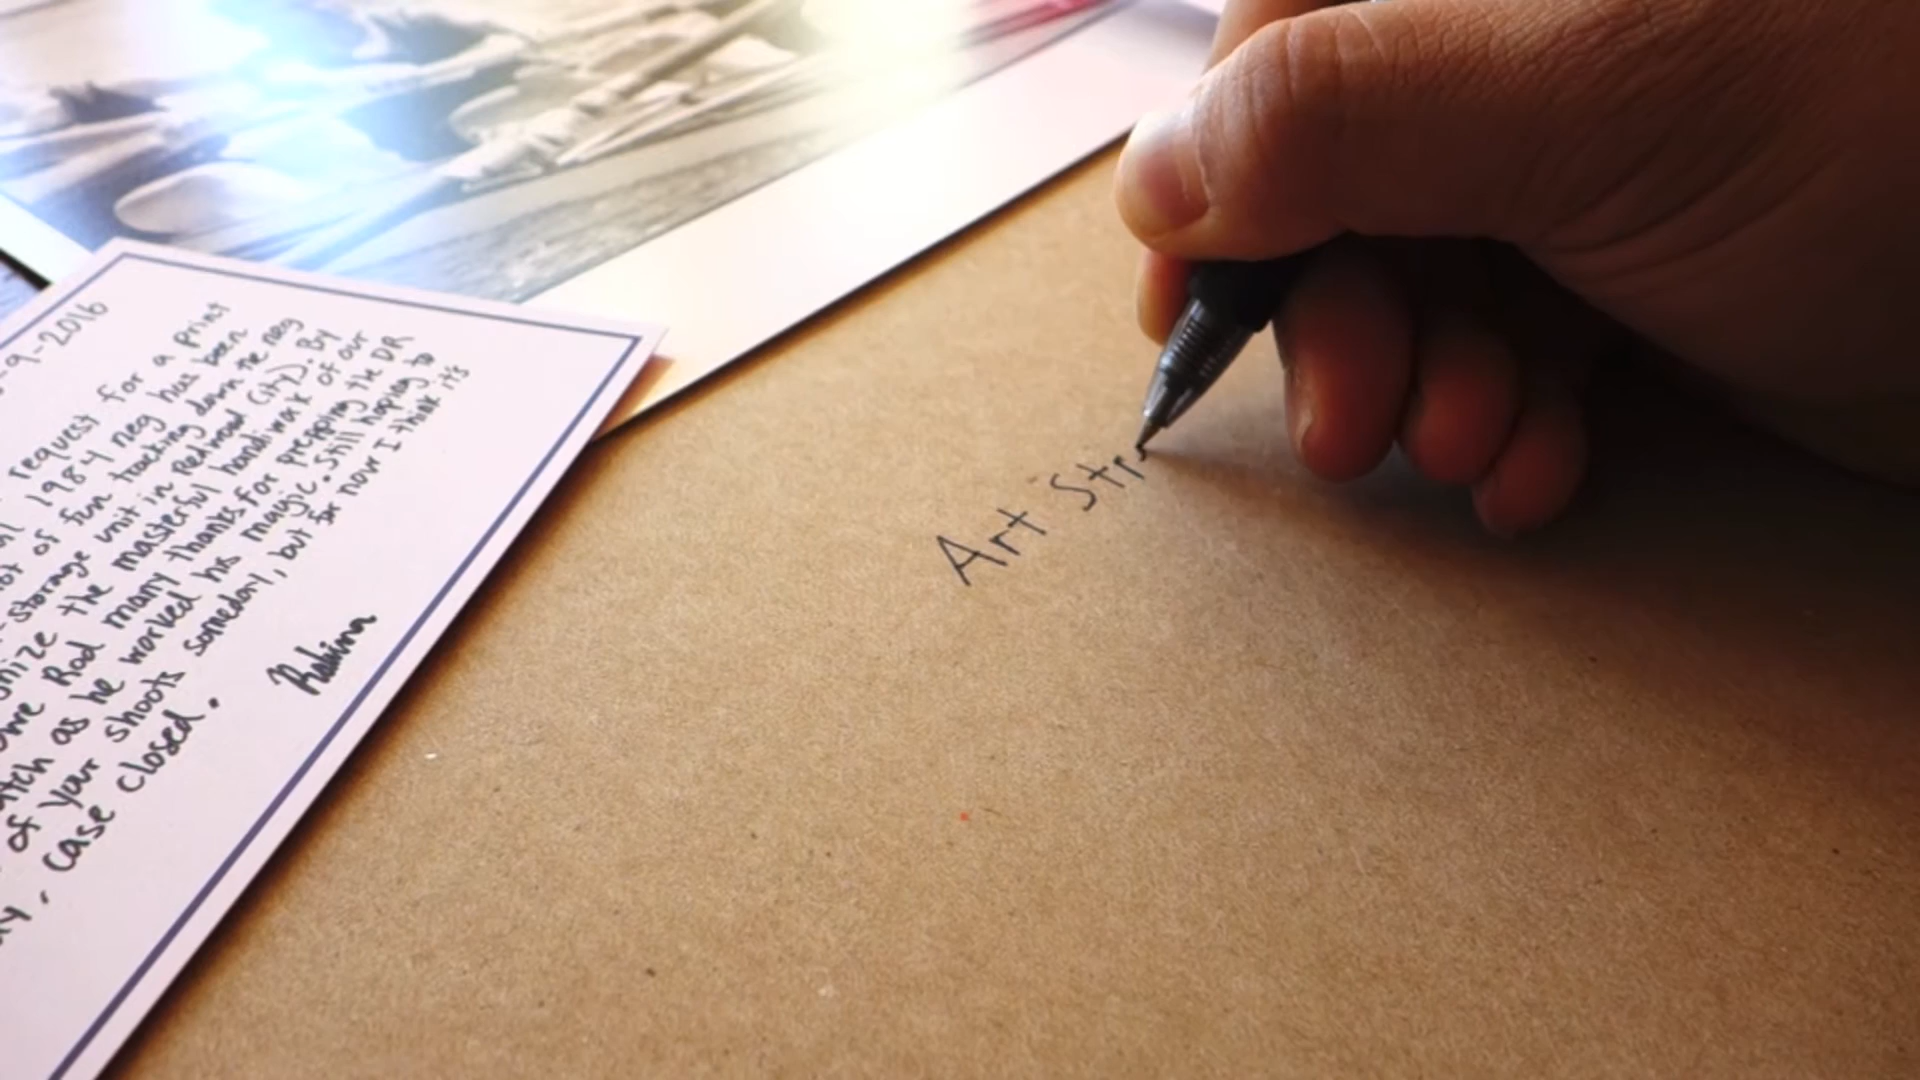 -9-2016
request for a print
1984 neg has been
of fun tracking down the neg
storage unit in Redwood City). By
the masterful handiwork of our
Rod many thanks for prepping the DR
as he worked his magic. Still hoping to
of your shoots someday, but for now I think it's
, case closed.
Art Str